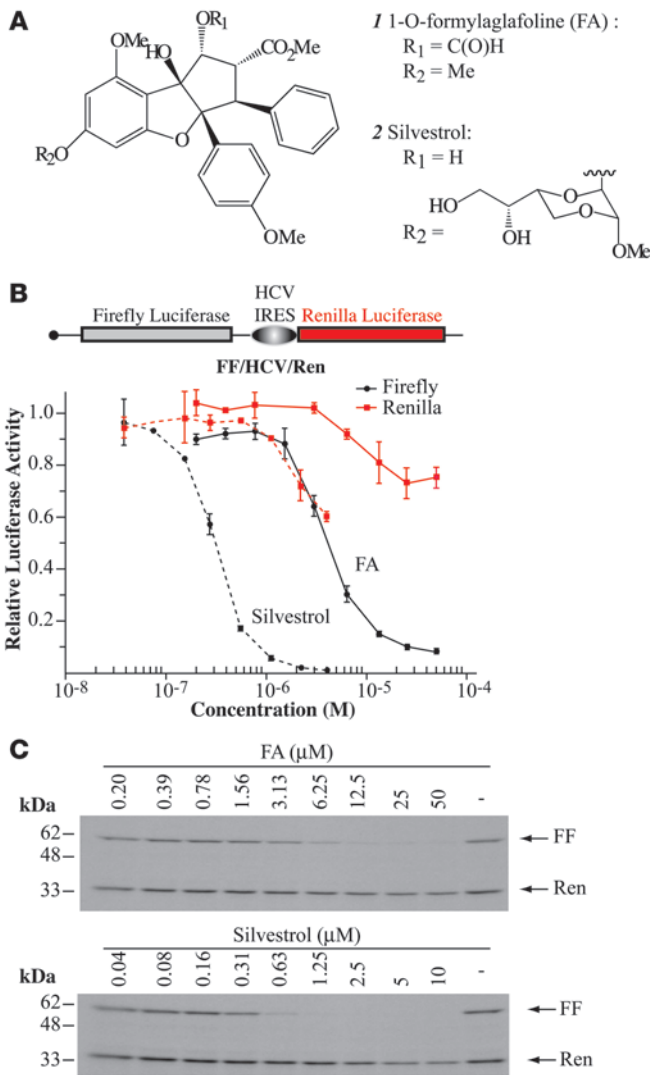 A
OMe
OR1
HO
CO2Me
R2O
O
OMe
1 1-O-formylaglafoline (FA) :
R1 = C(O)H
R2 = Me
2 Silvestrol:
R1 = H
R2 =
HO
OH
O
O
OMe
B
HCV
IRES
Firefly Luciferase
Renilla Luciferase
FF/HCV/Ren
Firefly
Renilla
Relative Luciferase Activity
1.0
0.8
0.6
0.4
0.2
FA
Silvestrol
10-8 10-7 10-6 10-5 10-4
Concentration (M)
C
FA (μM)
kDa 0.20 0.39 0.78 1.56 3.13 6.25 12.5 25 50 -
62
48
33
FF
Ren
Silvestrol (μM)
kDa 0.04 0.08 0.16 0.31 0.63 1.25 2.5 5 10 -
62
48
33
FF
Ren